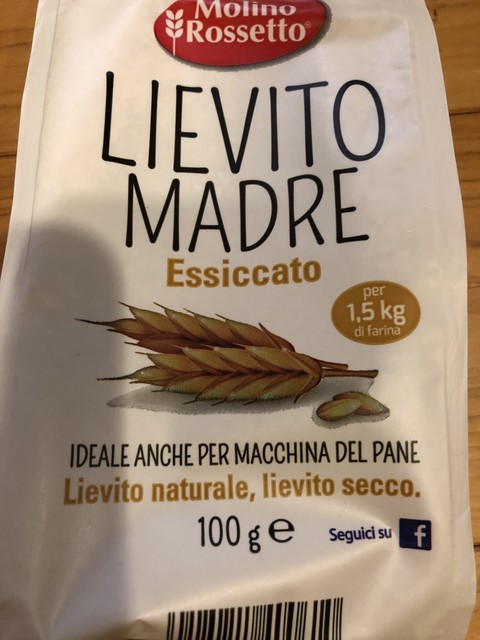 Molino
Rossetto®
LIEVITO
MADRE
Essiccato
per
1,5 kg
di farina
IDEALE ANCHE PER MACCHINA DEL PANE
Lievito naturale, lievito secco.
100 g e
Seguici su f